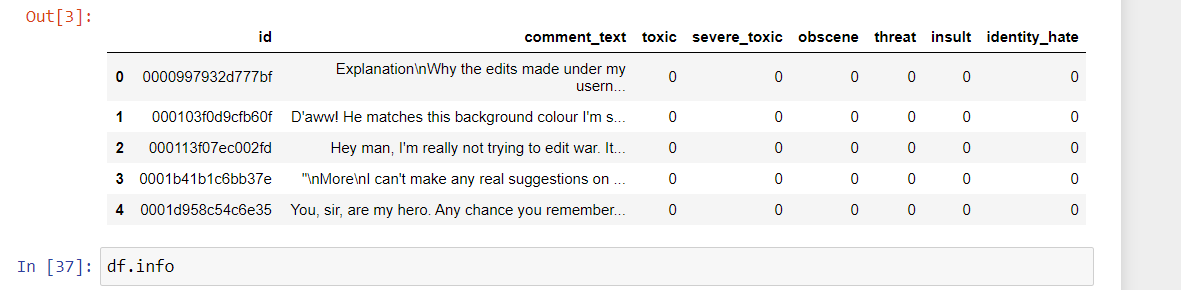 Out[3]:
id comment_text toxic severe_toxic obscene threat insult identity_hate
0 0000997932d777bf Explanation\nWhy the edits made under my usern... 0 0 0 0 0 0
1 000103f0d9cfb60f D'aww! He matches this background colour I'm s... 0 0 0 0 0 0
2 000113f07ec002fd Hey man, I'm really not trying to edit war. It... 0 0 0 0 0 0
3 0001b41b1c6bb37e "\nMore\nI can't make any real suggestions on ... 0 0 0 0 0 0
4 0001d958c54c6e35 You, sir, are my hero. Any chance you remember... 0 0 0 0 0 0
In [37]: df.info